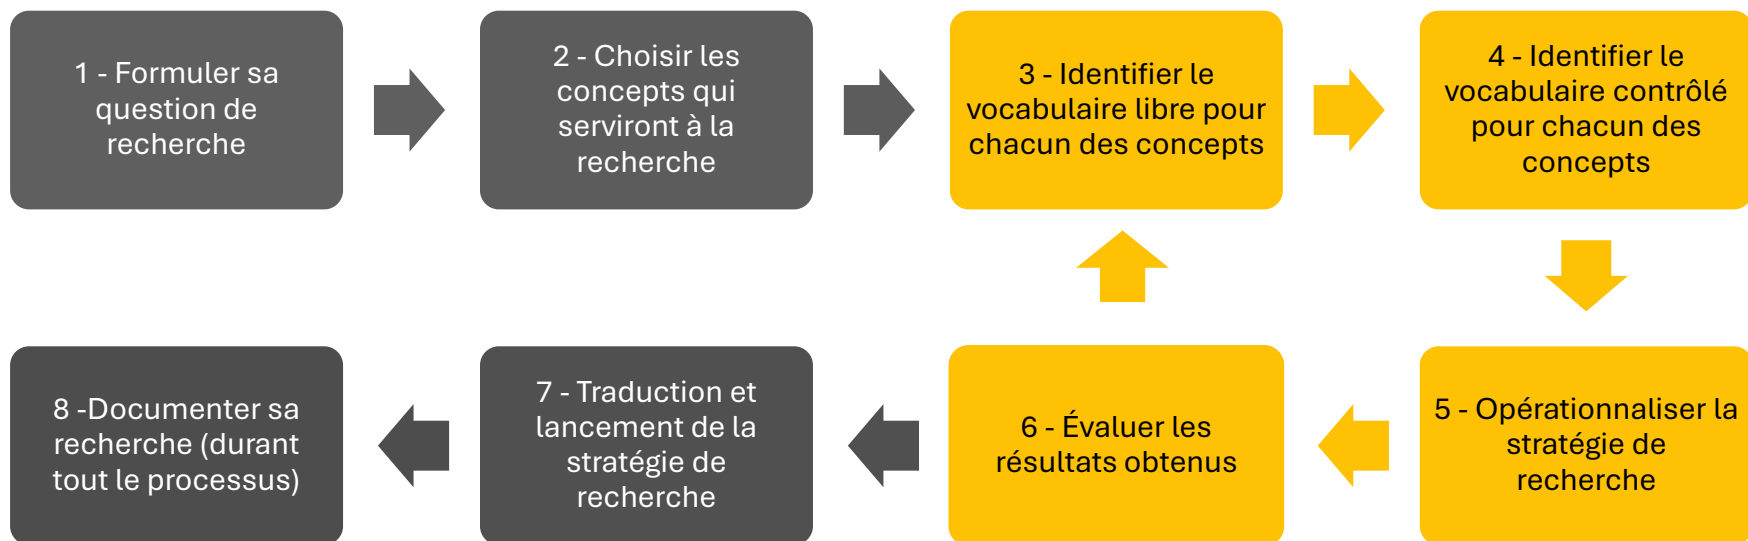 1 - Formuler sa
question de
recherche
2 - Choisir les
concepts qui
serviront à la
recherche
3 - Identifier le
vocabulaire libre pour
chacun des concepts
4 - Identifier le
vocabulaire contrôlé
pour chacun des
concepts
5 - Opérationnaliser la
stratégie de
recherche
6 - Évaluer les
résultats obtenus
7 - Traduction et
lancement de la
stratégie de
recherche
8 -Documenter sa
recherche (durant
tout le processus)